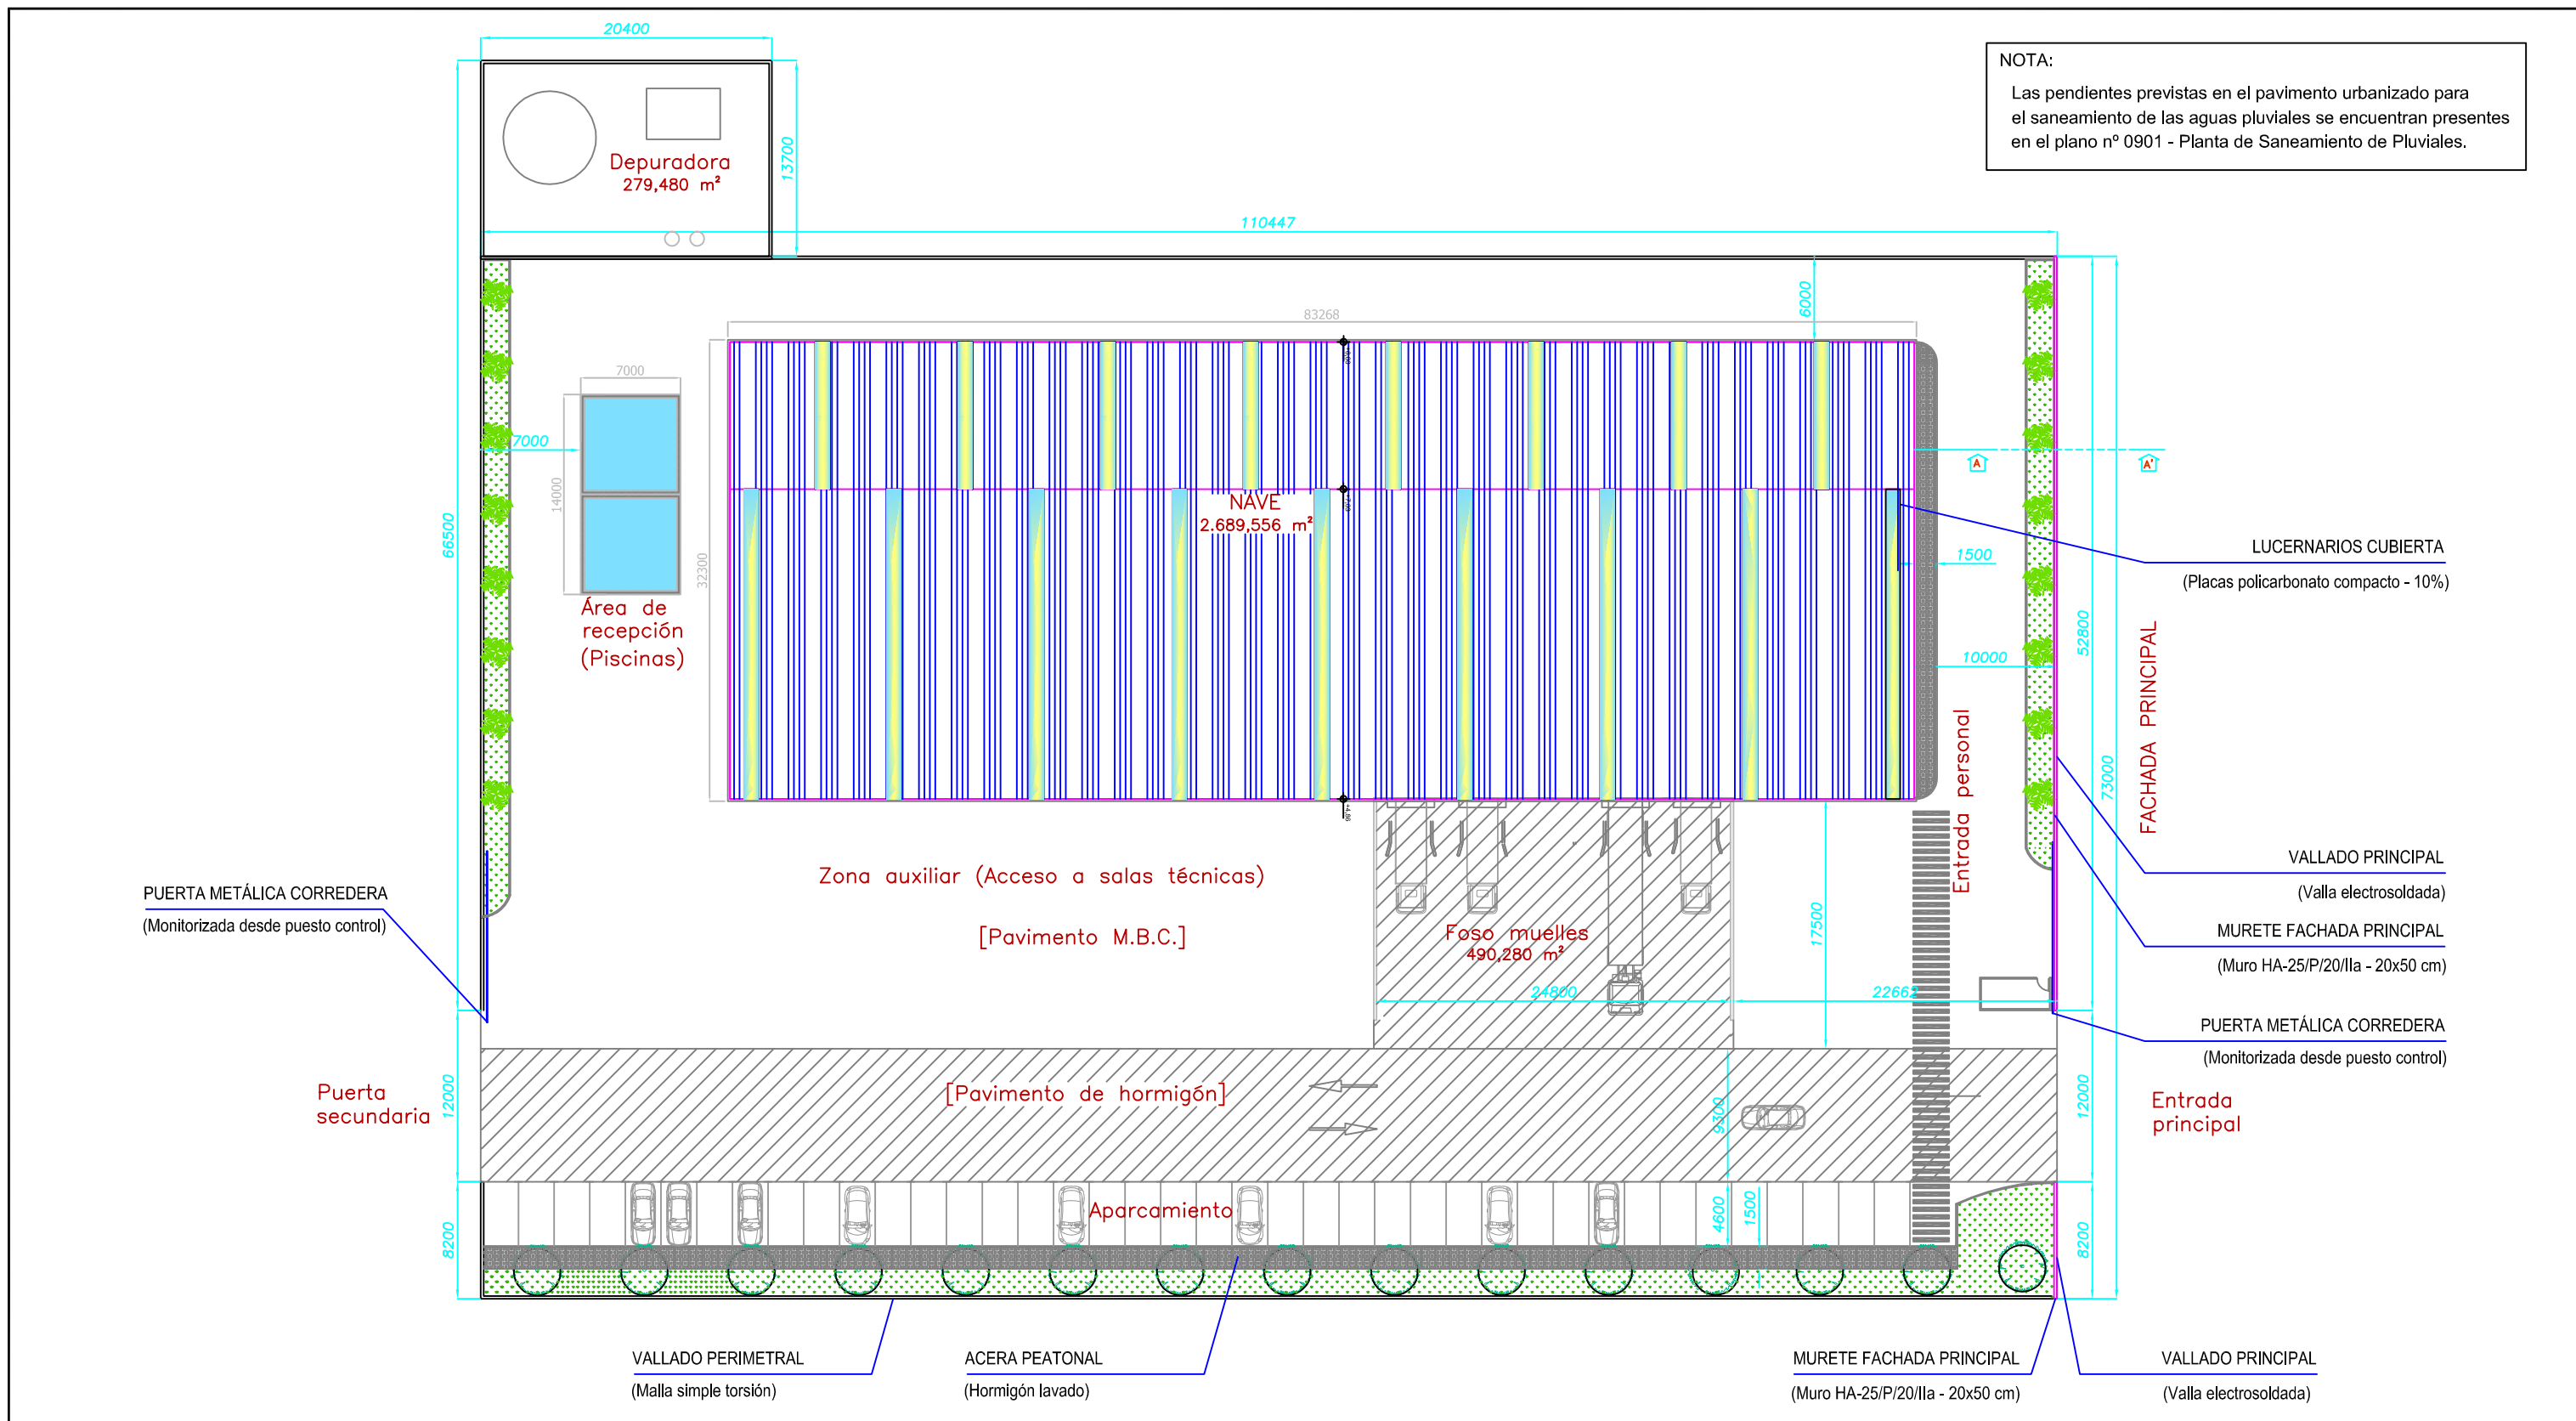 20400
NOTA:
Las pendientes previstas en el pavimento urbanizado para
el saneamiento de las aguas pluviales se encuentran presentes
en el plano nº 0901 - Planta de Saneamiento de Pluviales.
13700
Depuradora
279,480 m²
110447
6000
83268
7000
7000
14000
66500
32300
A
A'
NAVE
2.689,556 m²
+7,69
1500
LUCERNARIOS CUBIERTA
(Placas policarbonato compacto - 10%)
Área de
recepción
(Piscinas)
10000
52800
73000
FACHADA PRINCIPAL
Entrada personal
+4,86
Zona auxiliar (Acceso a salas técnicas)
[Pavimento M.B.C.]
PUERTA METÁLICA CORREDERA
(Monitorizada desde puesto control)
VALLADO PRINCIPAL
(Valla electrosoldada)
MURETE FACHADA PRINCIPAL
(Muro HA-25/P/20/IIa - 20x50 cm)
Foso muelles
490,280 m²
17500
24800
22662
PUERTA METÁLICA CORREDERA
(Monitorizada desde puesto control)
Puerta
secundaria
12000
[Pavimento de hormigón]
9300
12000
Entrada
principal
8200
Aparcamiento
4600
1500
8200
VALLADO PERIMETRAL
(Malla simple torsión)
ACERA PEATONAL
(Hormigón lavado)
MURETE FACHADA PRINCIPAL
(Muro HA-25/P/20/IIa - 20x50 cm)
VALLADO PRINCIPAL
(Valla electrosoldada)